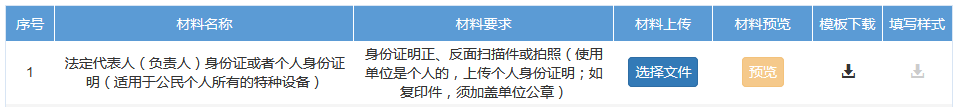 序号 材料名称 材料要求 材料上传 材料预览 模板下载 填写样式
1
法定代表人（负责人）身份证或者个人身份证
明（适用于公民个人所有的特种设备）
身份证明正、反面扫描件或拍照（使用
单位是个人的，上传个人身份证明；如
复印件，须加盖单位公章）
选择文件
预览